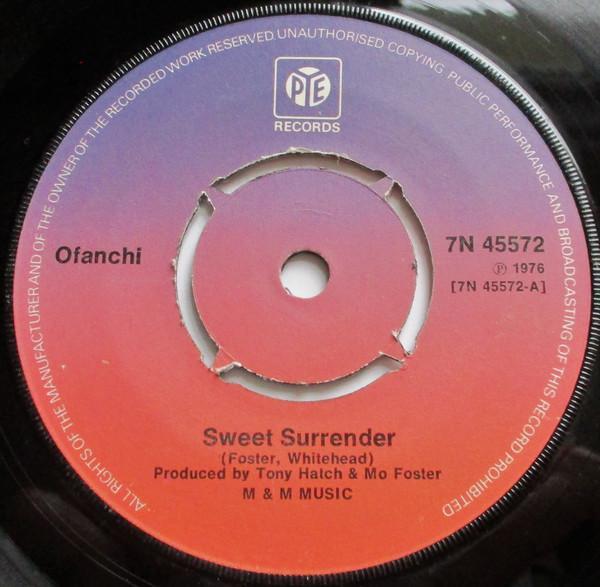 ALL RIGHTS OF THE MANUFACTURER AND OF THE OWNER OF THE RECORDED WORK RESERVED UNAUTHORISED COPYING PUBLIC PERFORMANCE AND BROADCASTING OF THIS RECORD PROHIBITED
PYE
RECORDS
Ofanchi
7N 45572
Ⓟ 1976
[7N 45572-A]
Sweet Surrender
(Foster, Whitehead)
Produced by Tony Hatch & Mo Foster
M & M MUSIC